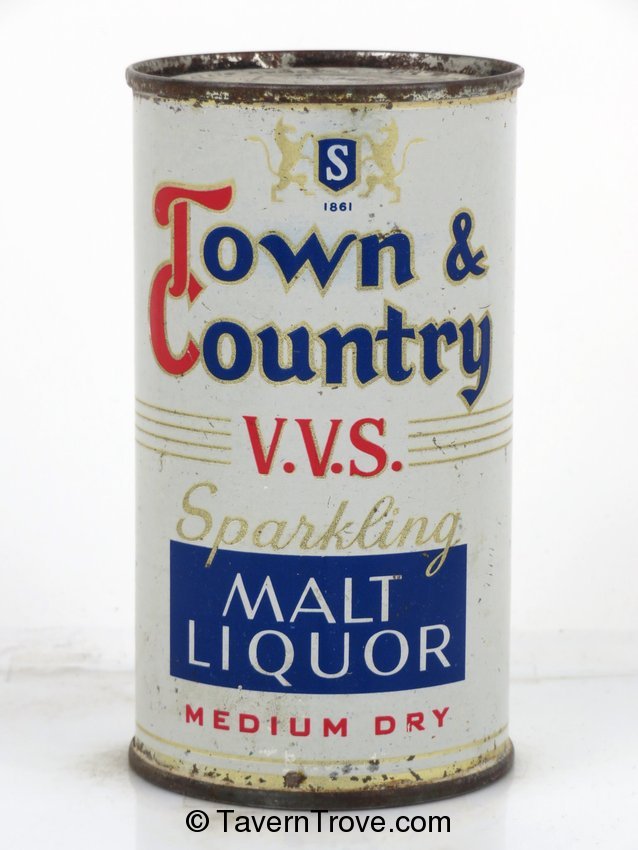 S
1861
Town &
Country
V.V.S.
Sparkling
MALT
LIQUOR
MEDIUM DRY
© TavernTrove.com